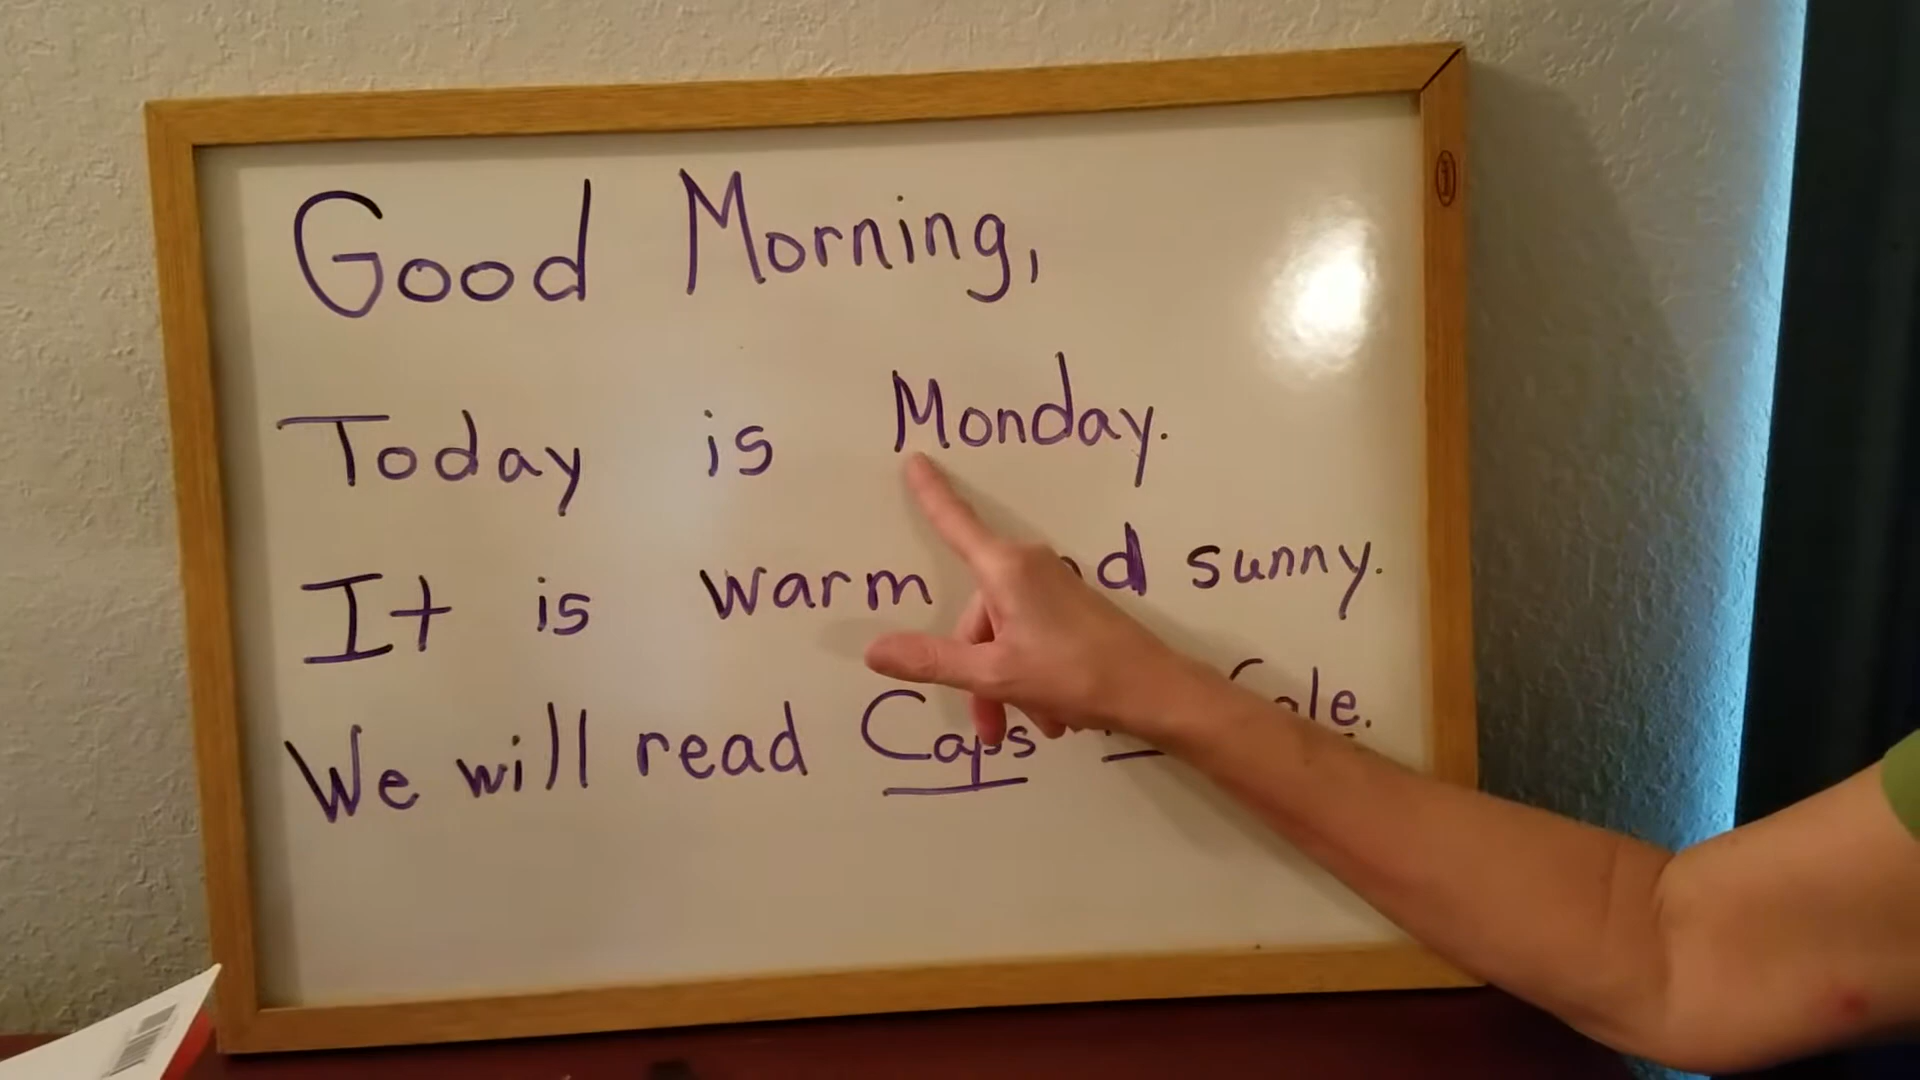 Good Morning,
Today is Monday.
It is warm sunny.
We will read Caps